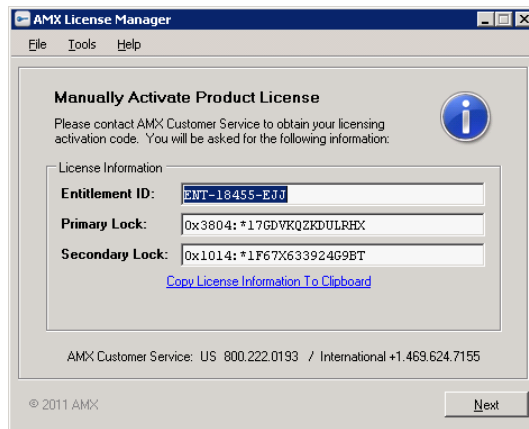 AMX License Manager
File Tools Help
Manually Activate Product License
Please contact AMX Customer Service to obtain your licensing
activation code. You will be asked for the following information:
License Information
Entitlement ID: ENT-18455-EJJ
Primary Lock: 0x3804:*17GDVKQZKDULRHX
Secondary Lock: 0x1014:*1F67X633924G9BT
Copy License Information To Clipboard
AMX Customer Service: US 800.222.0193 / International +1.469.624.7155
© 2011 AMX
Next